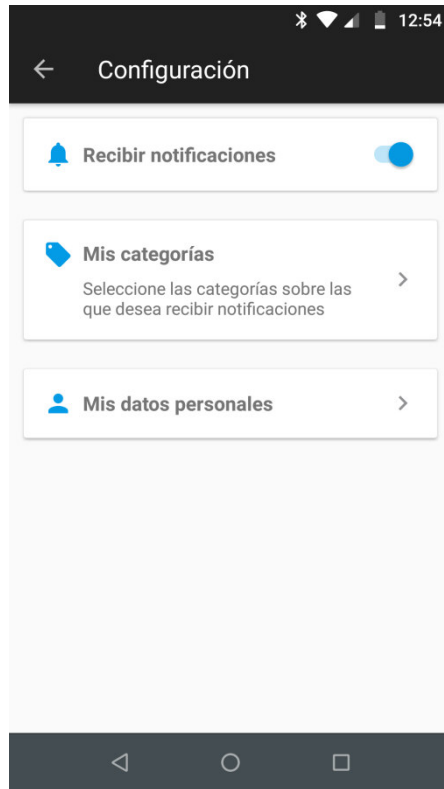 12:54
Configuración
Recibir notificaciones
Mis categorías
Seleccione las categorías sobre las
que desea recibir notificaciones
Mis datos personales